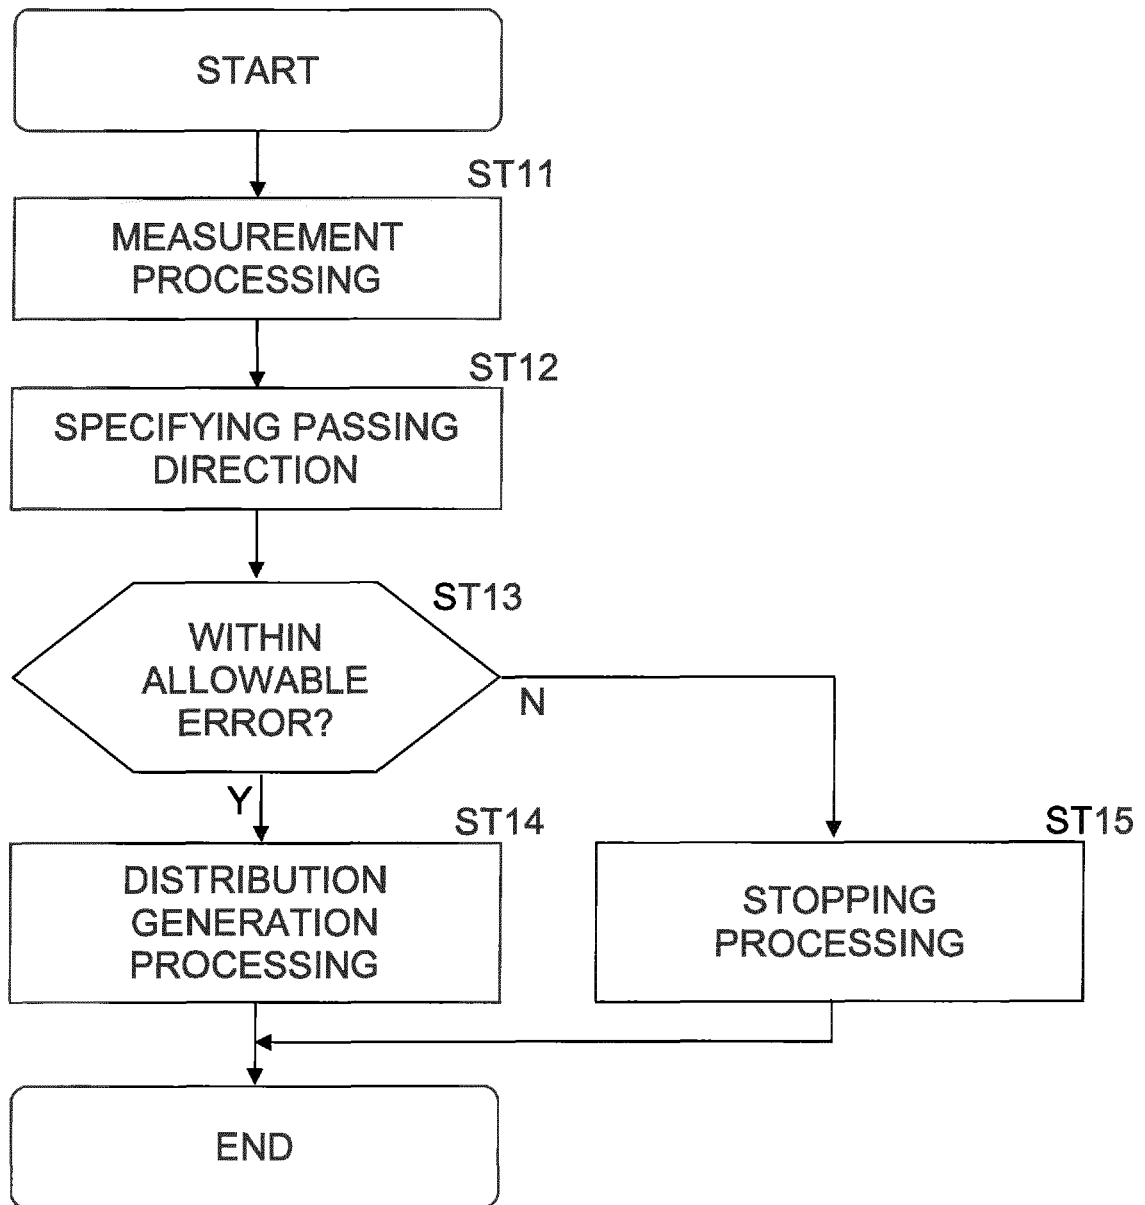 START
ST11
MEASUREMENT
PROCESSING
ST12
SPECIFYING PASSING
DIRECTION
ST13
WITHIN
ALLOWABLE
ERROR?
N
Y
ST14
DISTRIBUTION
GENERATION
PROCESSING
ST15
STOPPING
PROCESSING
END